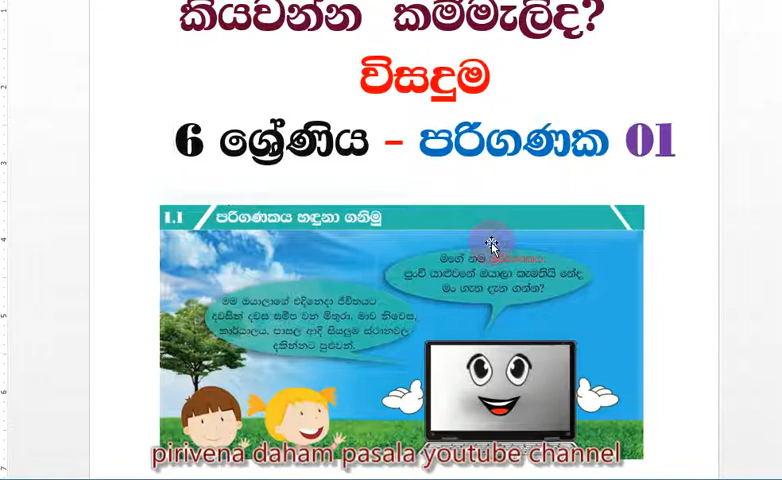 කියවන්න කම්මැලිද?
විසඳුම
6 ශ්‍රේණිය - පරිගණක 01
1.1 පරිගණකය හඳුනා ගනිමු
මගේ නම පරිගණකය.
පුංචි යාළුවනේ ඔයාලා කැමතියි නේද,
මං ගැන දැන ගන්න?
මම ඔයාලාගේ එදිනෙදා ජීවිතයට
දවසින් දවස සමීප වන මිතුරා. මාව නිවෙස,
කාර්යාලය, පාසල ආදී සියලුම ස්ථානවල
දකින්නට පුළුවන්.
pirivena daham pasala youtube channel